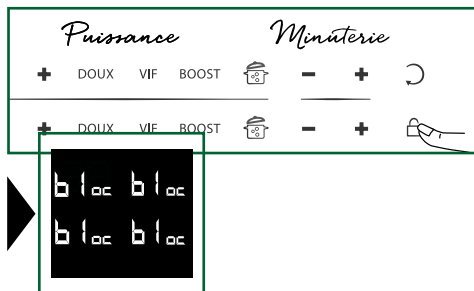 Puissance Minuterie
+ DOUX VIF BOOST - +
+ DOUX VIF BOOST - +
bloc bloc
bloc bloc